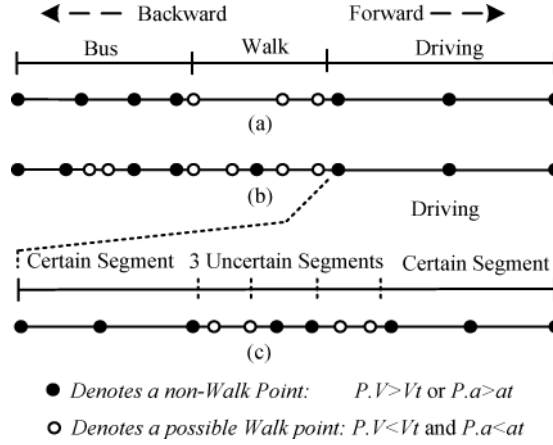 Backward Forward
Bus Walk Driving
(a)
(b)
Driving
Certain Segment 3 Uncertain Segments Certain Segment
(c)
Denotes a non-Walk Point: P.V>Vt or P.a>at
Denotes a possible Walk point: P.V<Vt and P.a<at